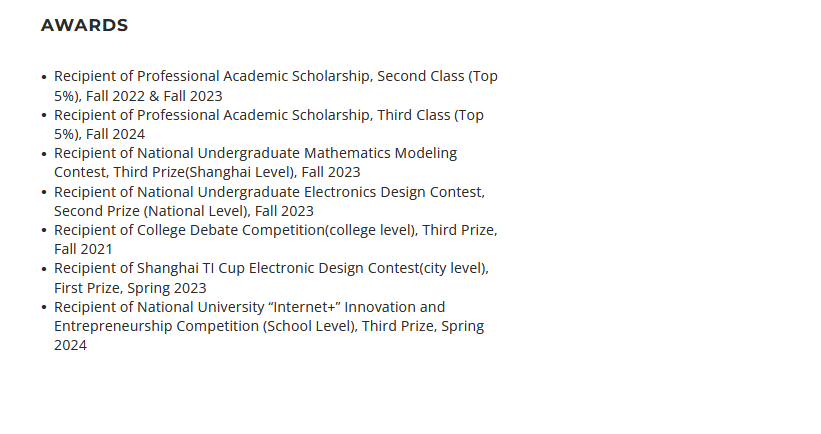 AWARDS
• Recipient of Professional Academic Scholarship, Second Class (Top
5%), Fall 2022 & Fall 2023
• Recipient of Professional Academic Scholarship, Third Class (Top
5%), Fall 2024
• Recipient of National Undergraduate Mathematics Modeling
Contest, Third Prize(Shanghai Level), Fall 2023
• Recipient of National Undergraduate Electronics Design Contest,
Second Prize (National Level), Fall 2023
• Recipient of College Debate Competition(college level), Third Prize,
Fall 2021
• Recipient of Shanghai TI Cup Electronic Design Contest(city level),
First Prize, Spring 2023
• Recipient of National University “Internet+” Innovation and
Entrepreneurship Competition (School Level), Third Prize, Spring
2024